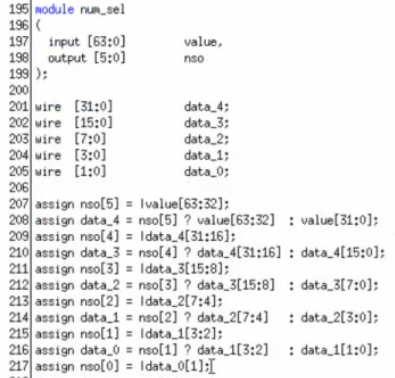 195 module num_sel
196 (
197 input [63:0] value,
198 output [5:0] nso
199 );
200
201 wire [31:0] data_4;
202 wire [15:0] data_3;
203 wire [7:0] data_2;
204 wire [3:0] data_1;
205 wire [1:0] data_0;
206
207 assign nso[5] = |value[63:32];
208 assign data_4 = nso[5] ? value[63:32] : value[31:0];
209 assign nso[4] = |data_4[31:16];
210 assign data_3 = nso[4] ? data_4[31:16] : data_4[15:0];
211 assign nso[3] = |data_3[15:8];
212 assign data_2 = nso[3] ? data_3[15:8] : data_3[7:0];
213 assign nso[2] = |data_2[7:4];
214 assign data_1 = nso[2] ? data_2[7:4] : data_2[3:0];
215 assign nso[1] = |data_1[3:2];
216 assign data_0 = nso[1] ? data_1[3:2] : data_1[1:0];
217 assign nso[0] = |data_0[1];